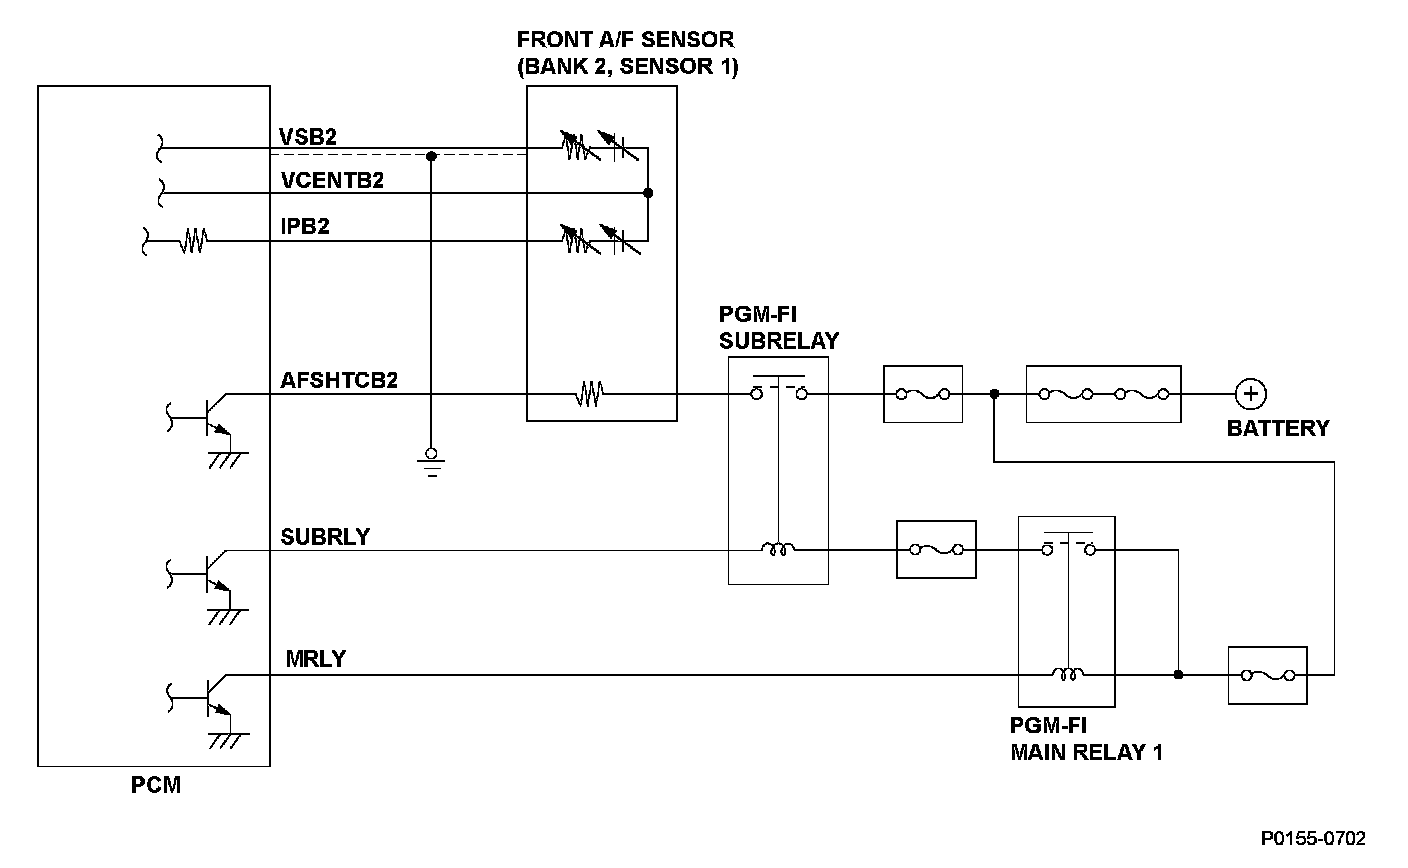 FRONT A/F SENSOR
(BANK 2, SENSOR 1)
VSB2
VCENTB2
IPB2
PGM-FI
SUBRELAY
AFSHTCB2
+
BATTERY
SUBRLY
MRLY
PGM-FI
MAIN RELAY 1
PCM
P0155-0702